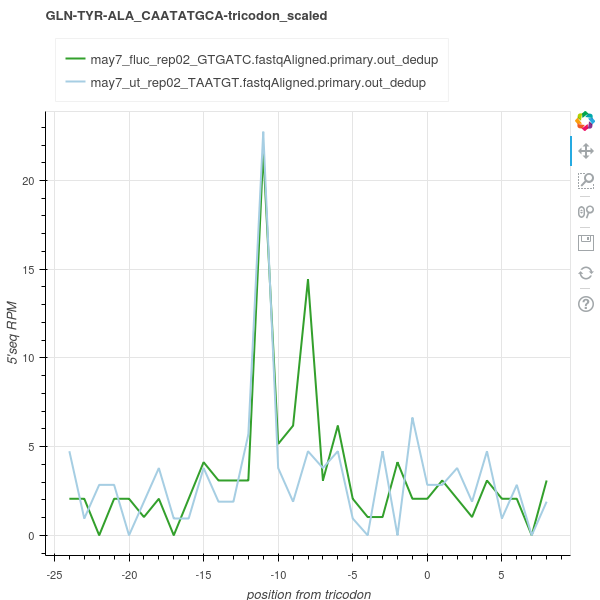 GLN-TYR-ALA_CAATATGCA-tricodon_scaled
may7_fluc_rep02_GTGATC.fastqAligned.primary.out_dedup
may7_ut_rep02_TAATGT.fastqAligned.primary.out_dedup
20
15
10
5
0
5'seq RPM
-25
-20
-15
-10
-5
0
5
position from tricodon